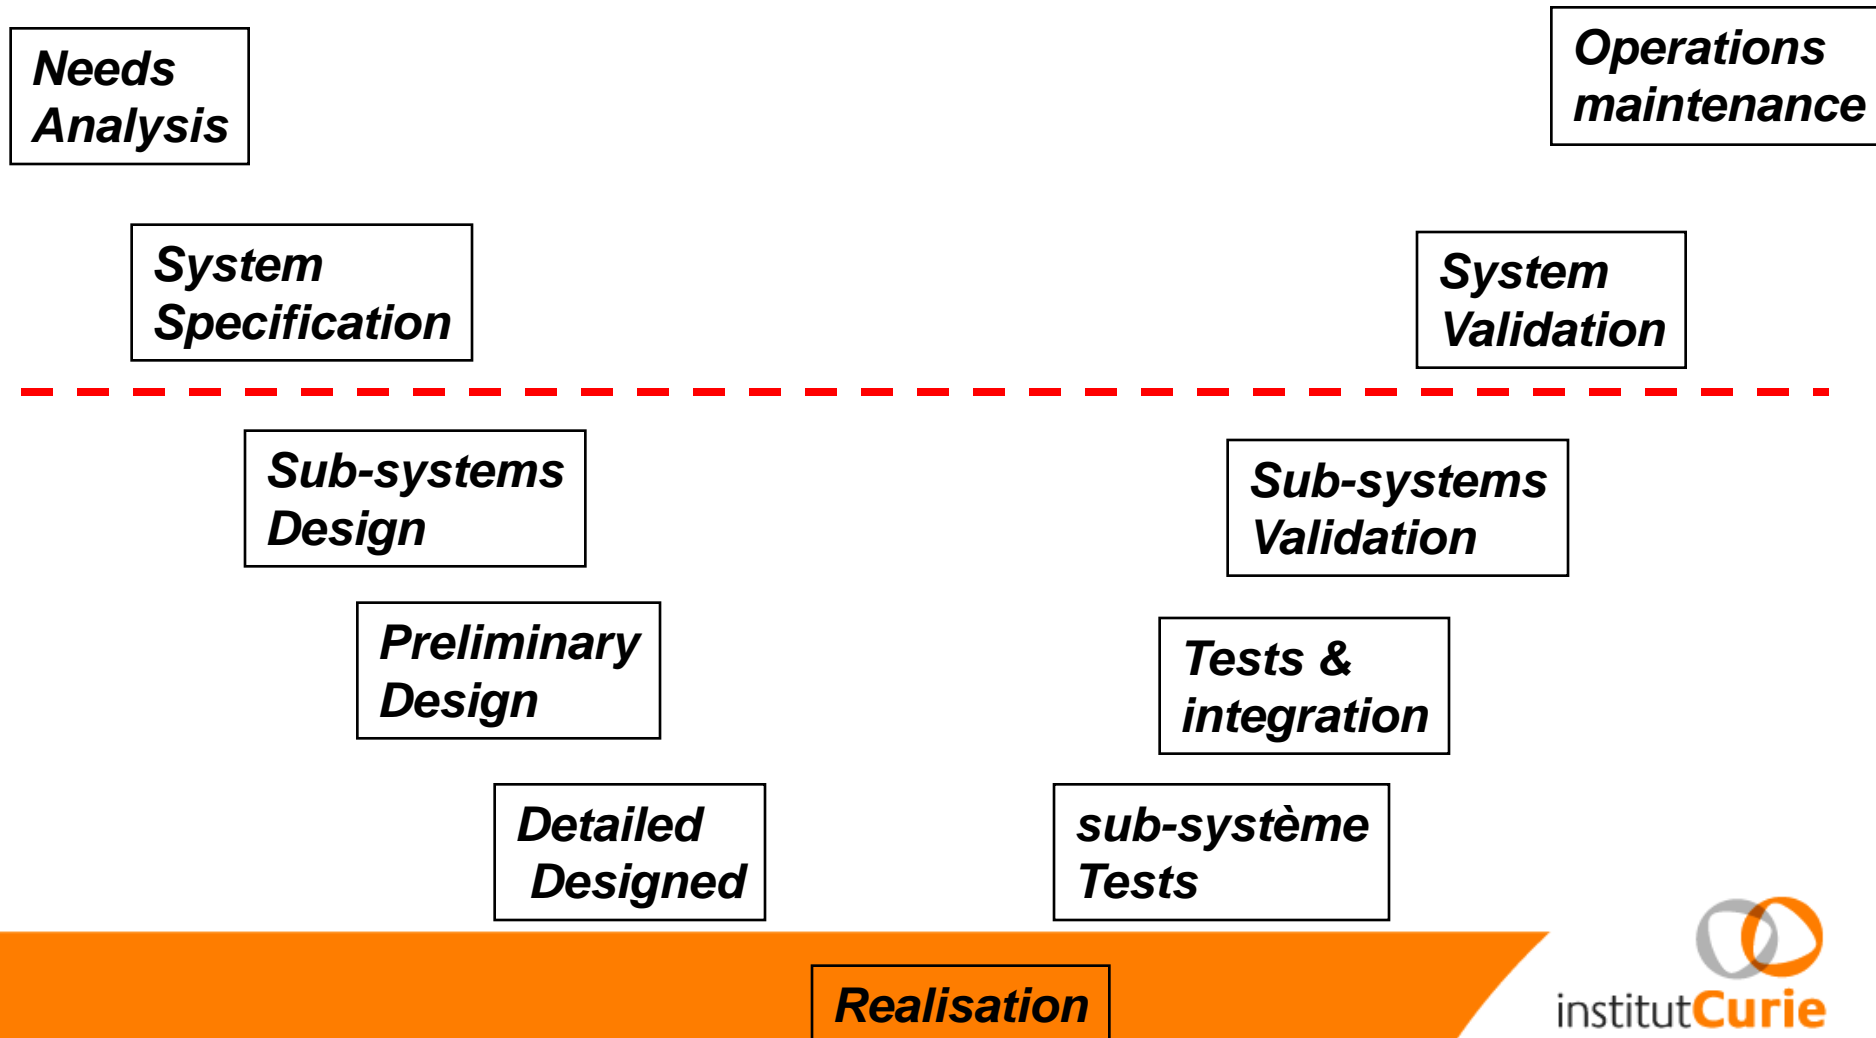 Needs
Analysis
Operations
maintenance
System
Specification
System
Validation
Sub-systems
Design
Sub-systems
Validation
Preliminary
Design
Tests &
integration
Detailed
Designed
sub-système
Tests
Realisation
institutCurie